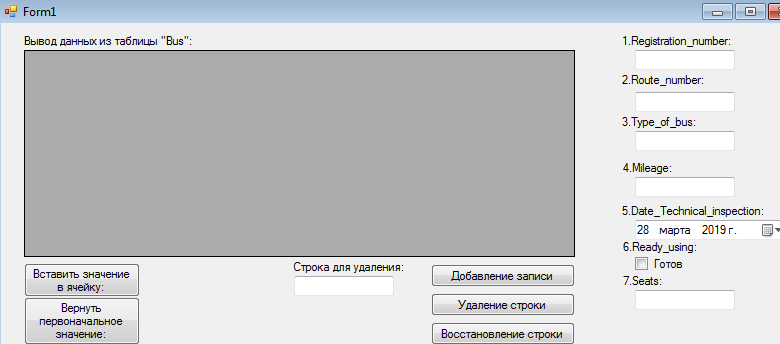 Form1
Вывод данных из таблицы "Bus":
1.Registration_number:
2.Route_number:
3.Type_of_bus:
4.Mileage:
5.Date_Technical_inspection:
28 марта 2019 г.
6.Ready_using:
Готов
7.Seats:
Вставить значение
в ячейку:
Вернуть
первоначальное
значение:
Строка для удаления:
Добавление записи
Удаление строки
Восстановление строки